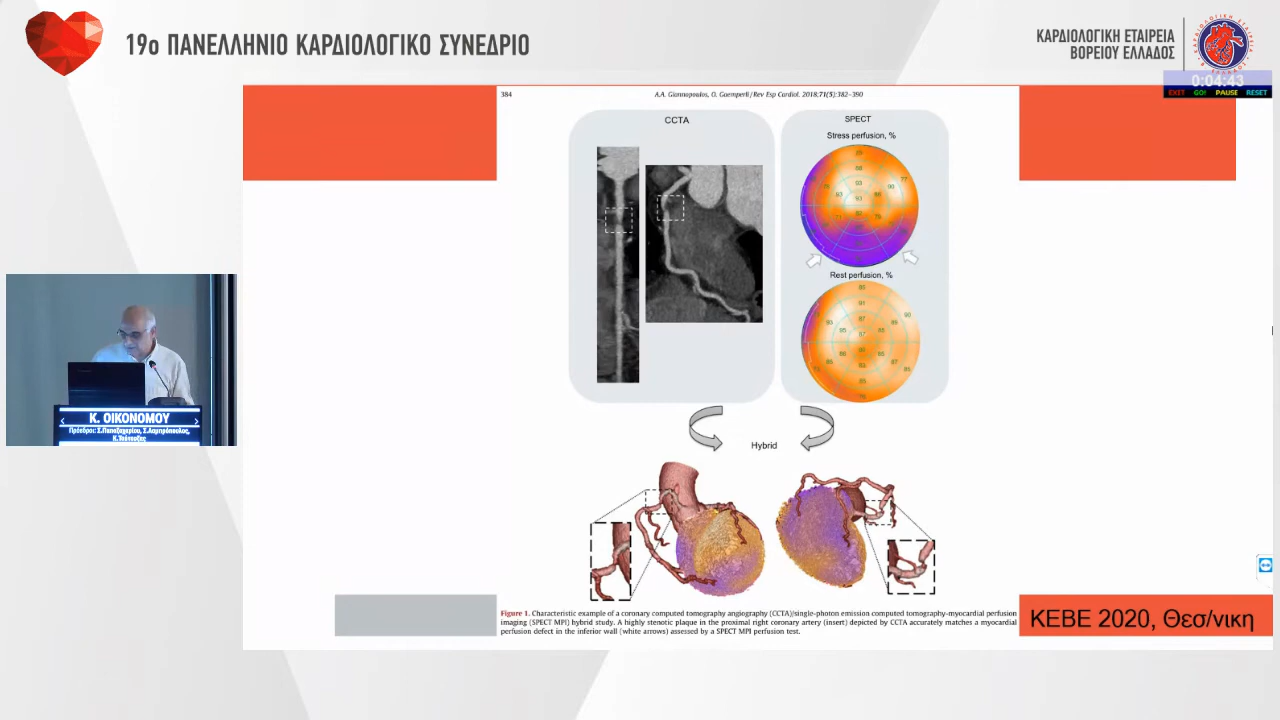 19ο ΠΑΝΕΛΛΗΝΙΟ ΚΑΡΔΙΟΛΟΓΙΚΟ ΣΥΝΕΔΡΙΟ
ΚΑΡΔΙΟΛΟΓΙΚΗ ΕΤΑΙΡΕΙΑ
ΒΟΡΕΙΟΥ ΕΛΛΑΔΟΣ
0:04:43
EXIT GO! PAUSE RESET
384
A.A. Giannopoulos, O. Gaemperli / Rev Esp Cardiol. 2018;71(5):382–390
CCTA
SPECT
Stress perfusion, %
Rest perfusion, %
Hybrid
Κ. ΟΙΚΟΝΟΜΟΥ
Πρόεδροι: Σ.Παπαζαχαρίου, Σ.Λαμπρόπουλος,
Κ.Τσόυνοξες
Figure 1. Characteristic example of a coronary computed tomography angiography (CCTA)/single-photon emission computed tomography-myocardial perfusion
imaging (SPECT MPI) hybrid study. A highly stenotic plaque in the proximal right coronary artery (insert) depicted by CCTA accurately matches a myocardial
perfusion defect in the inferior wall (white arrows) assessed by a SPECT MPI perfusion test.
ΚΕΒΕ 2020, Θεσ/νικη